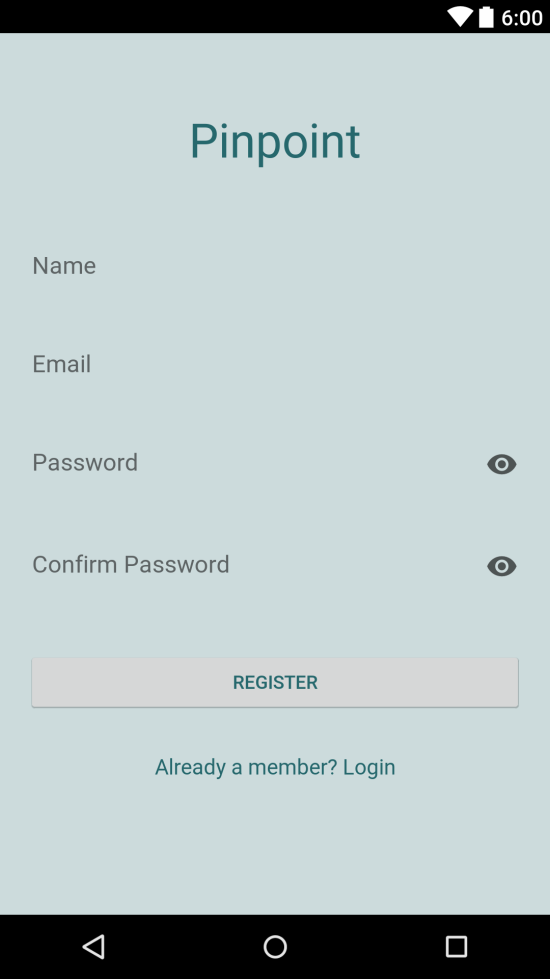 6:00
Pinpoint
Name
Email
Password
Confirm Password
REGISTER
Already a member? Login